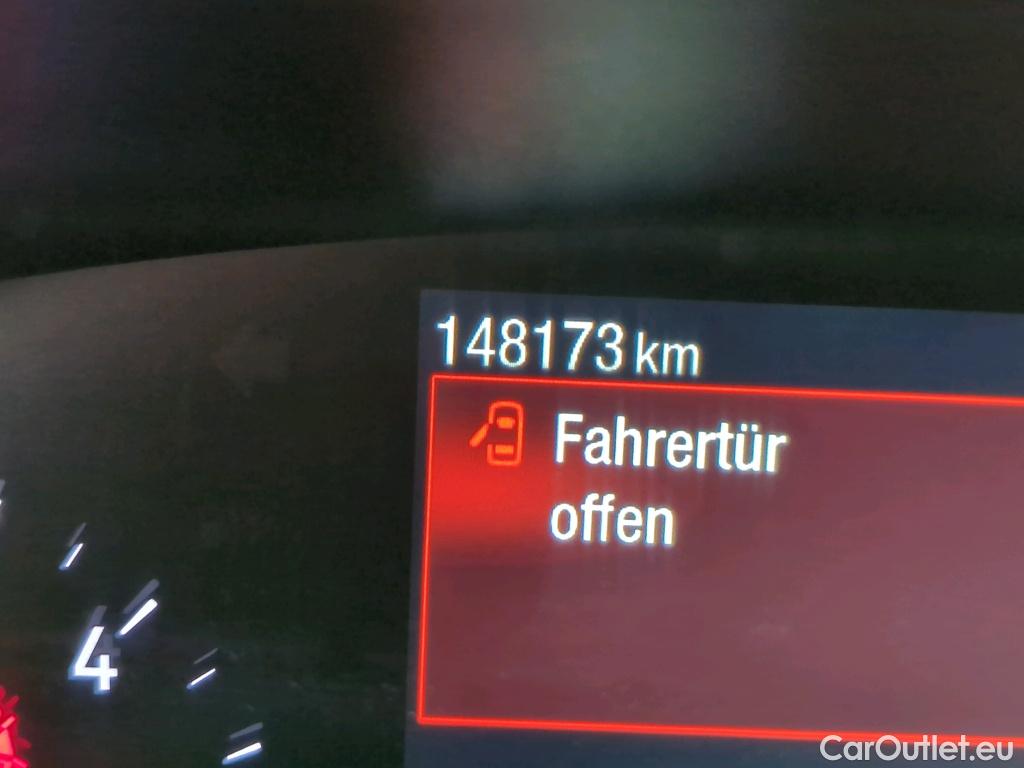 148173 km
Fahrertür
offen
4
CarOutlet.eu